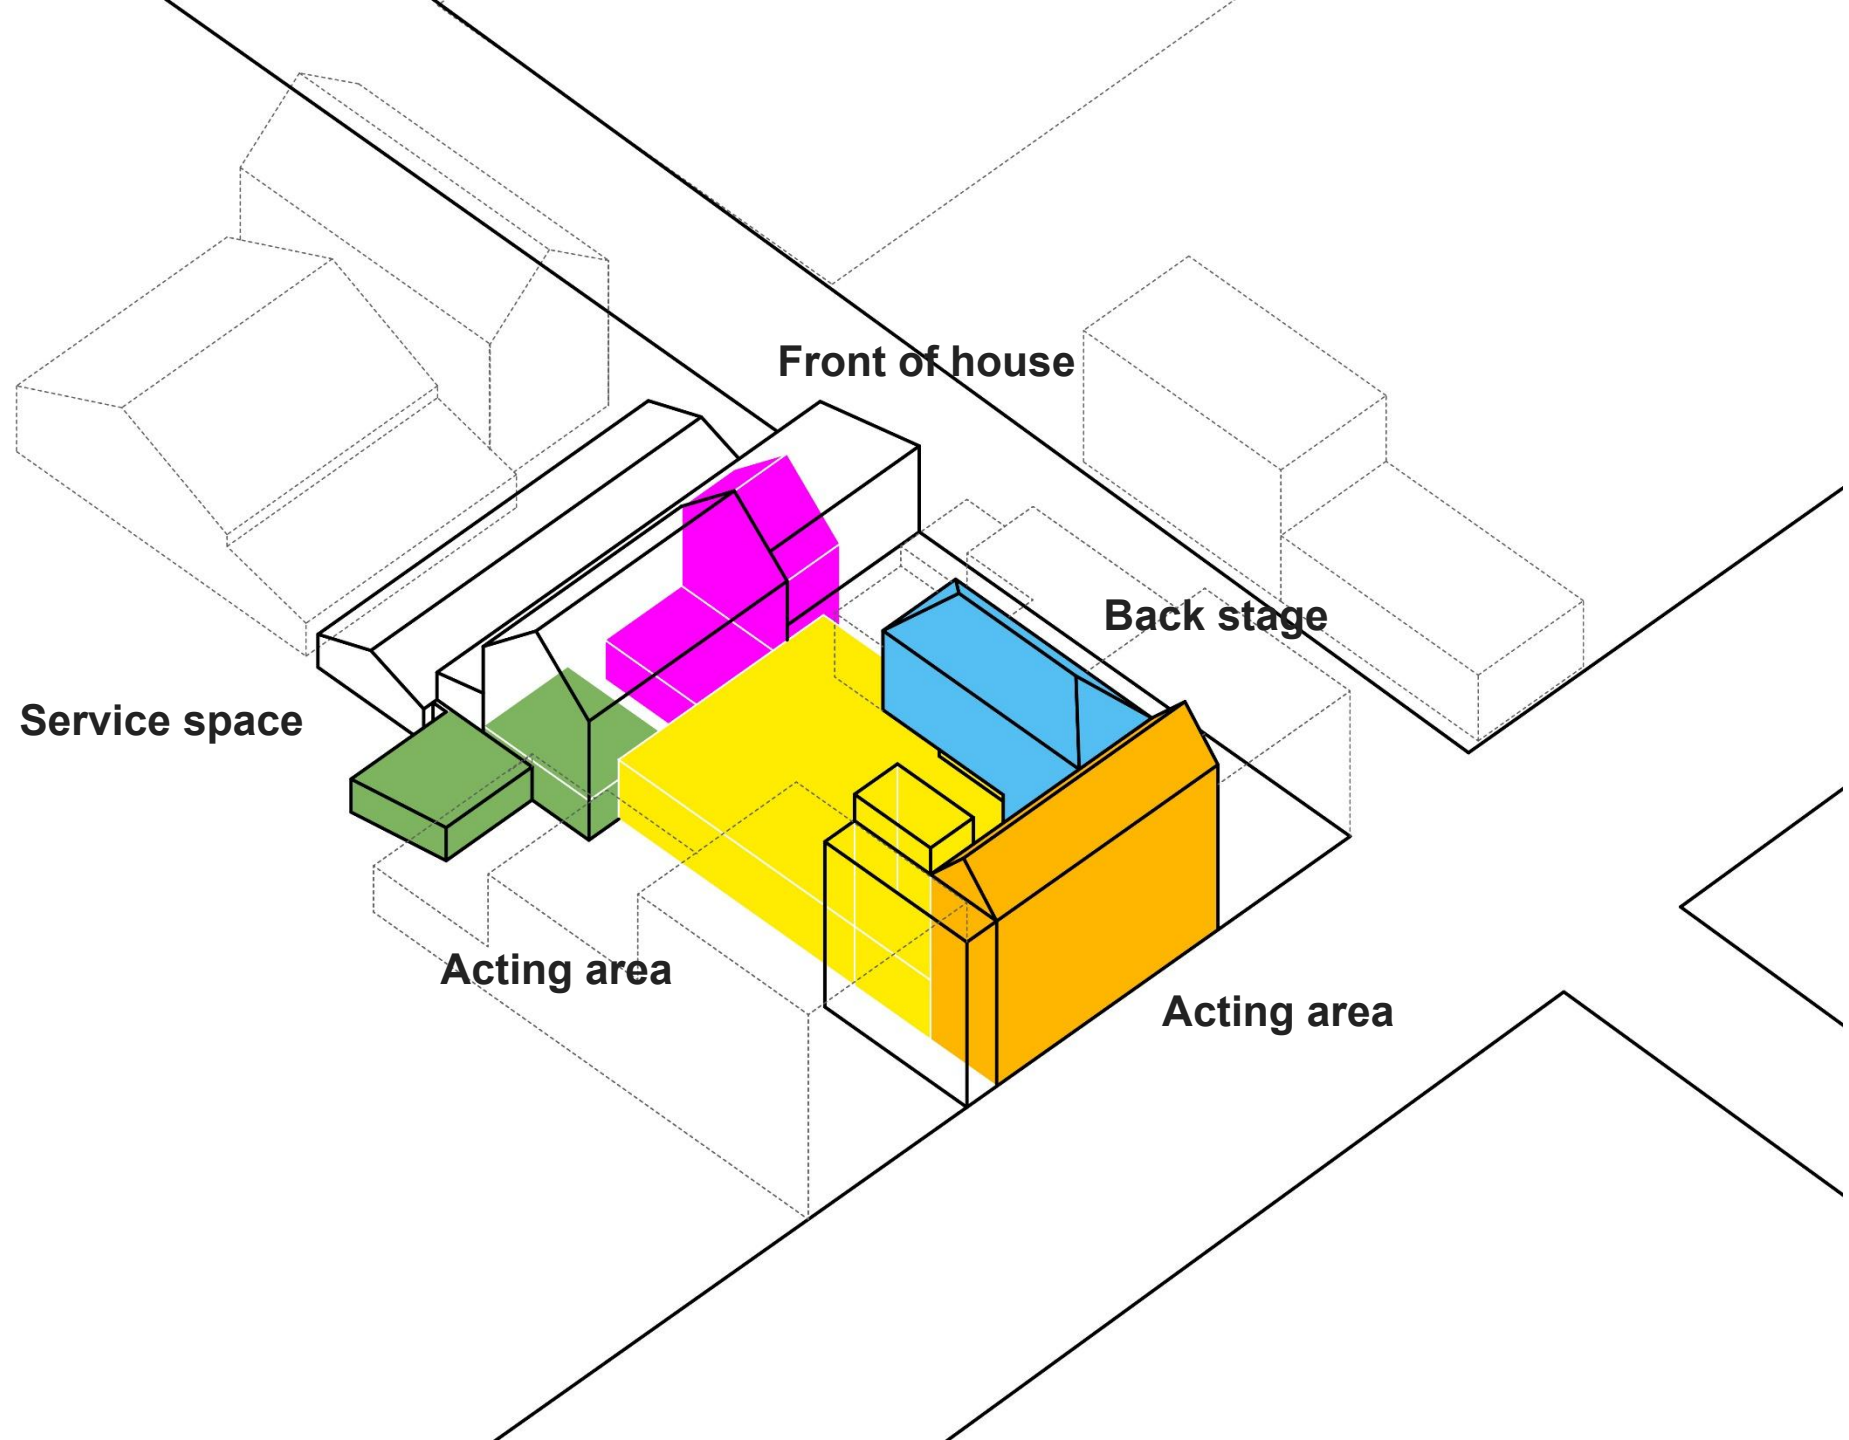 Front of house
Back stage
Service space
Acting area
Acting area